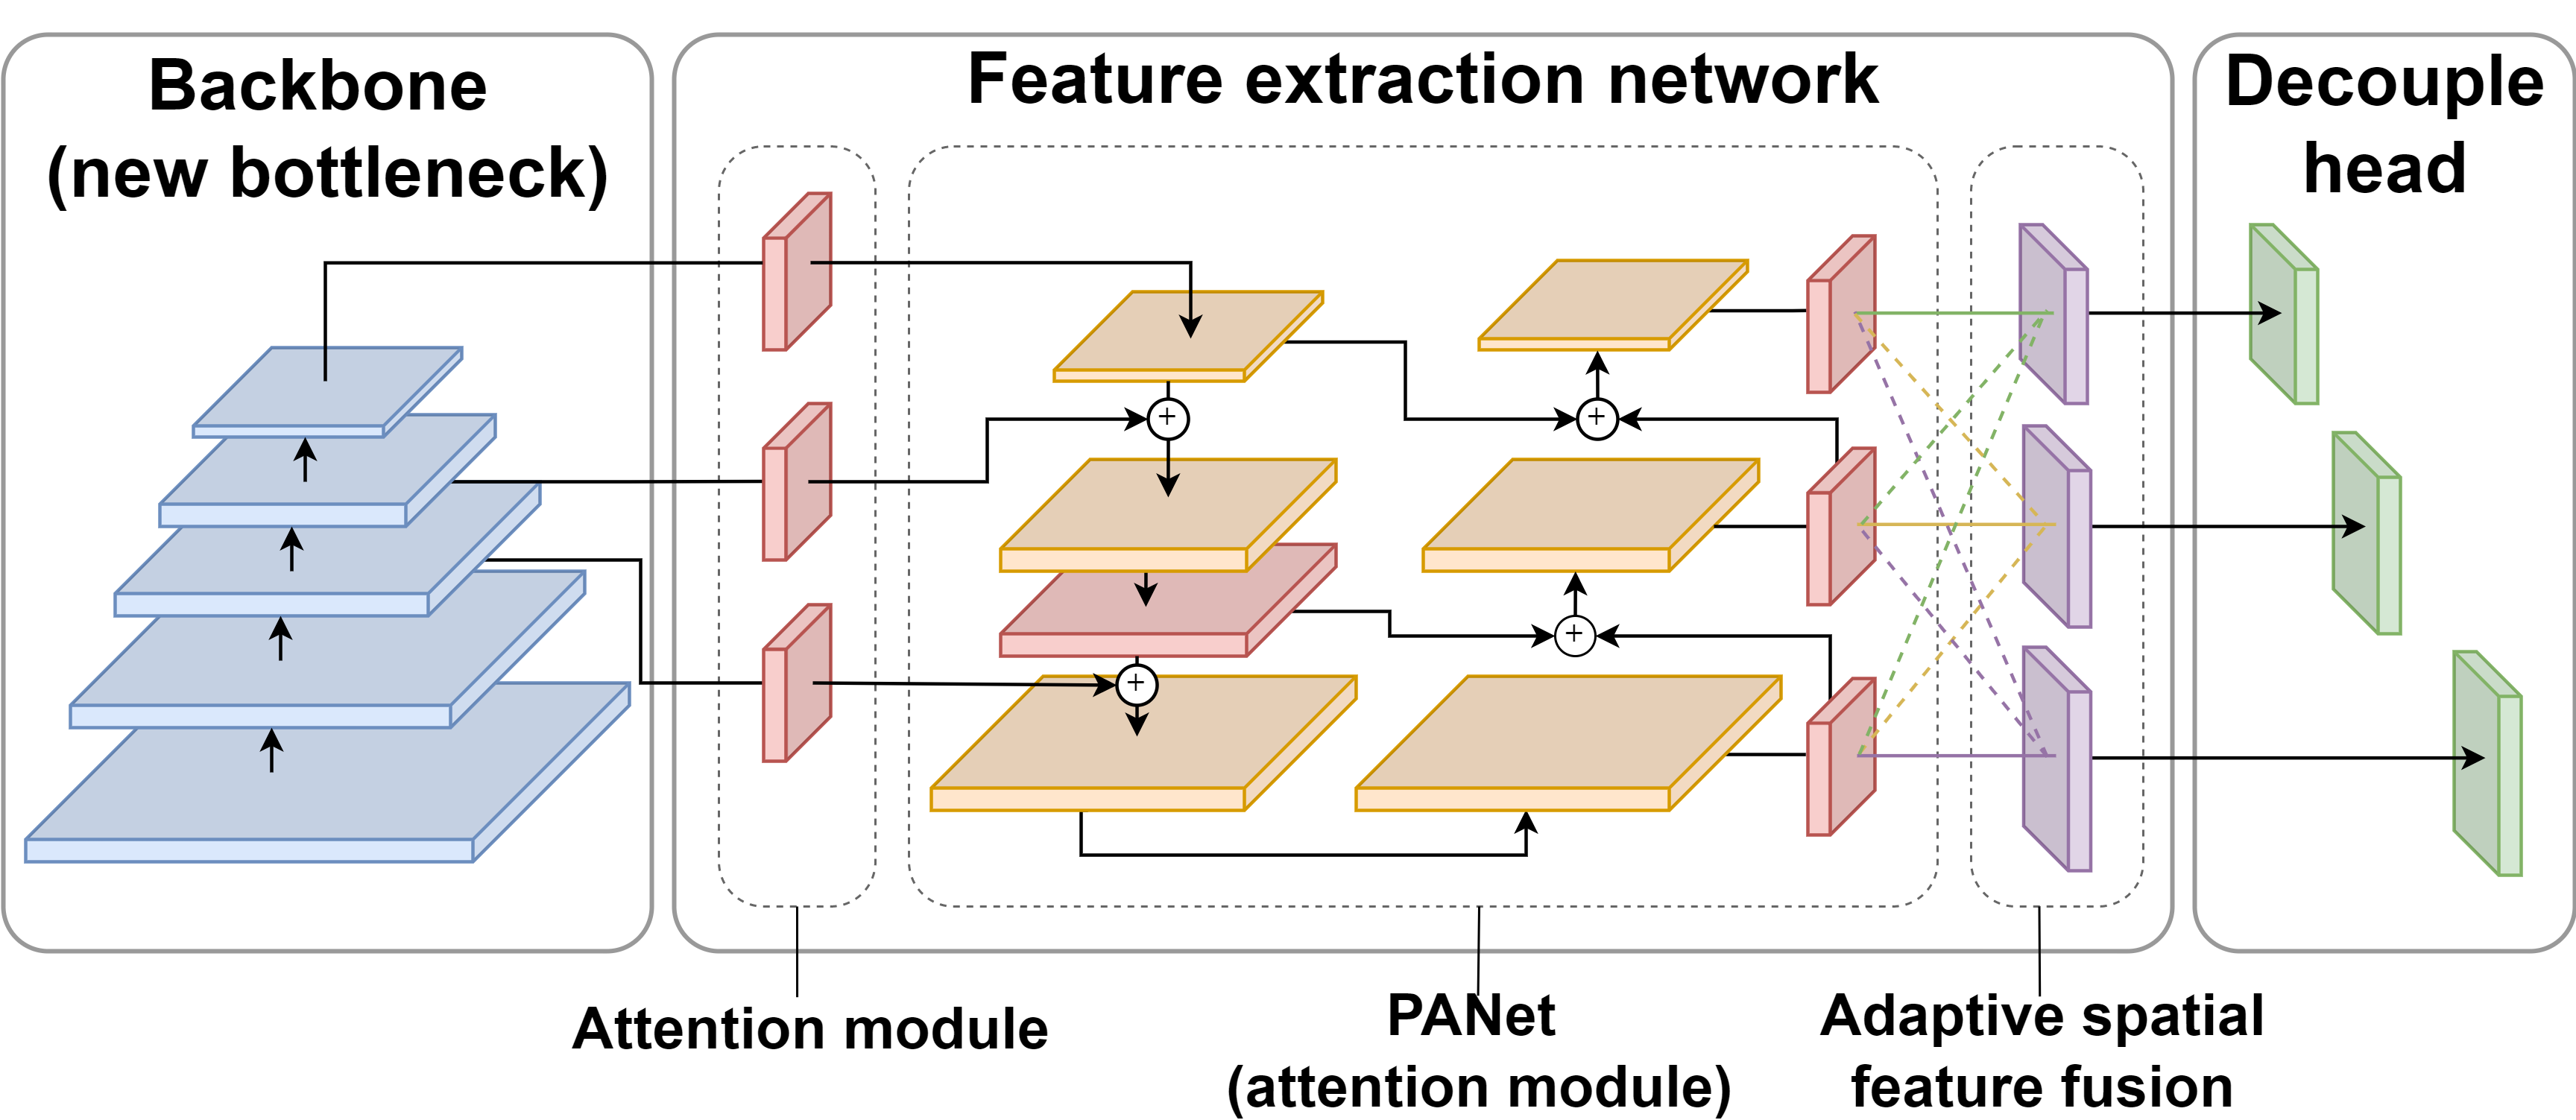 Backbone
(new bottleneck)
Feature extraction network
Decouple
head
+
+
+
+
Attention module
PANet
(attention module)
Adaptive spatial
feature fusion